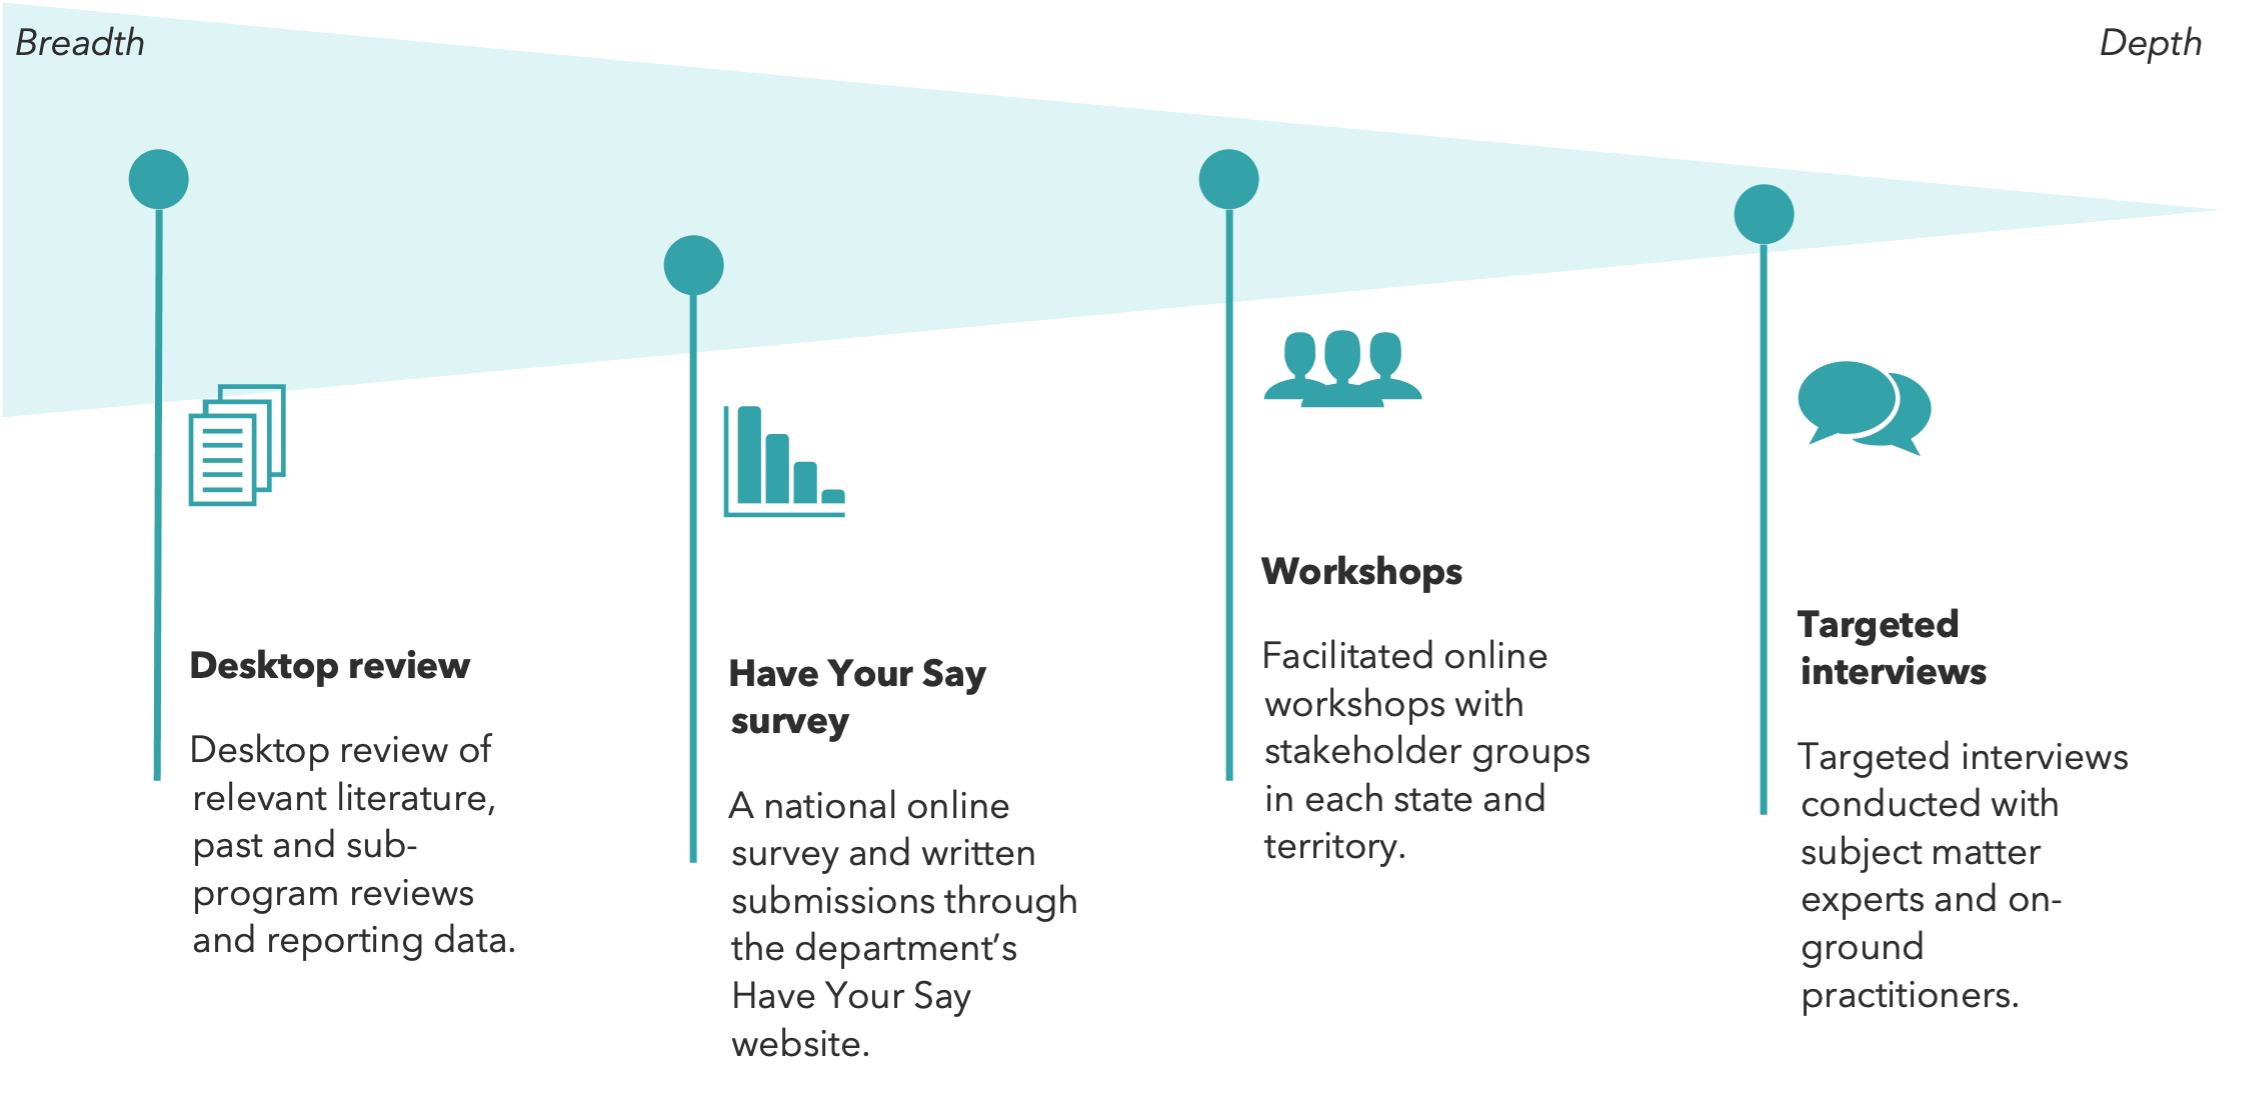 Breadth
Depth
Desktop review
Desktop review of
relevant literature,
past and sub-
program reviews
and reporting data.
Have Your Say
survey
A national online
survey and written
submissions through
the department’s
Have Your Say
website.
Workshops
Facilitated online
workshops with
stakeholder groups
in each state and
territory.
Targeted
interviews
Targeted interviews
conducted with
subject matter
experts and on-
ground
practitioners.